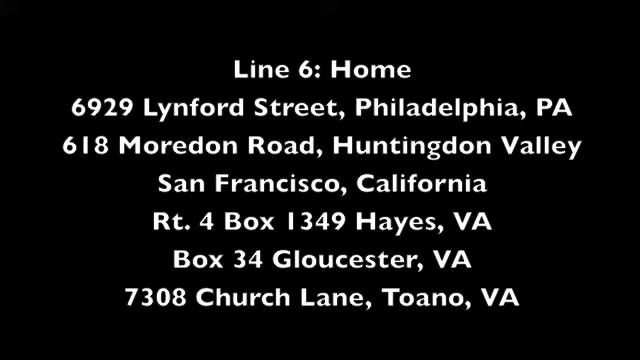 Line 6: Home
6929 Lynford Street, Philadelphia, PA
618 Moredon Road, Huntingdon Valley
San Francisco, California
Rt. 4 Box 1349 Hayes, VA
Box 34 Gloucester, VA
7308 Church Lane, Toano, VA